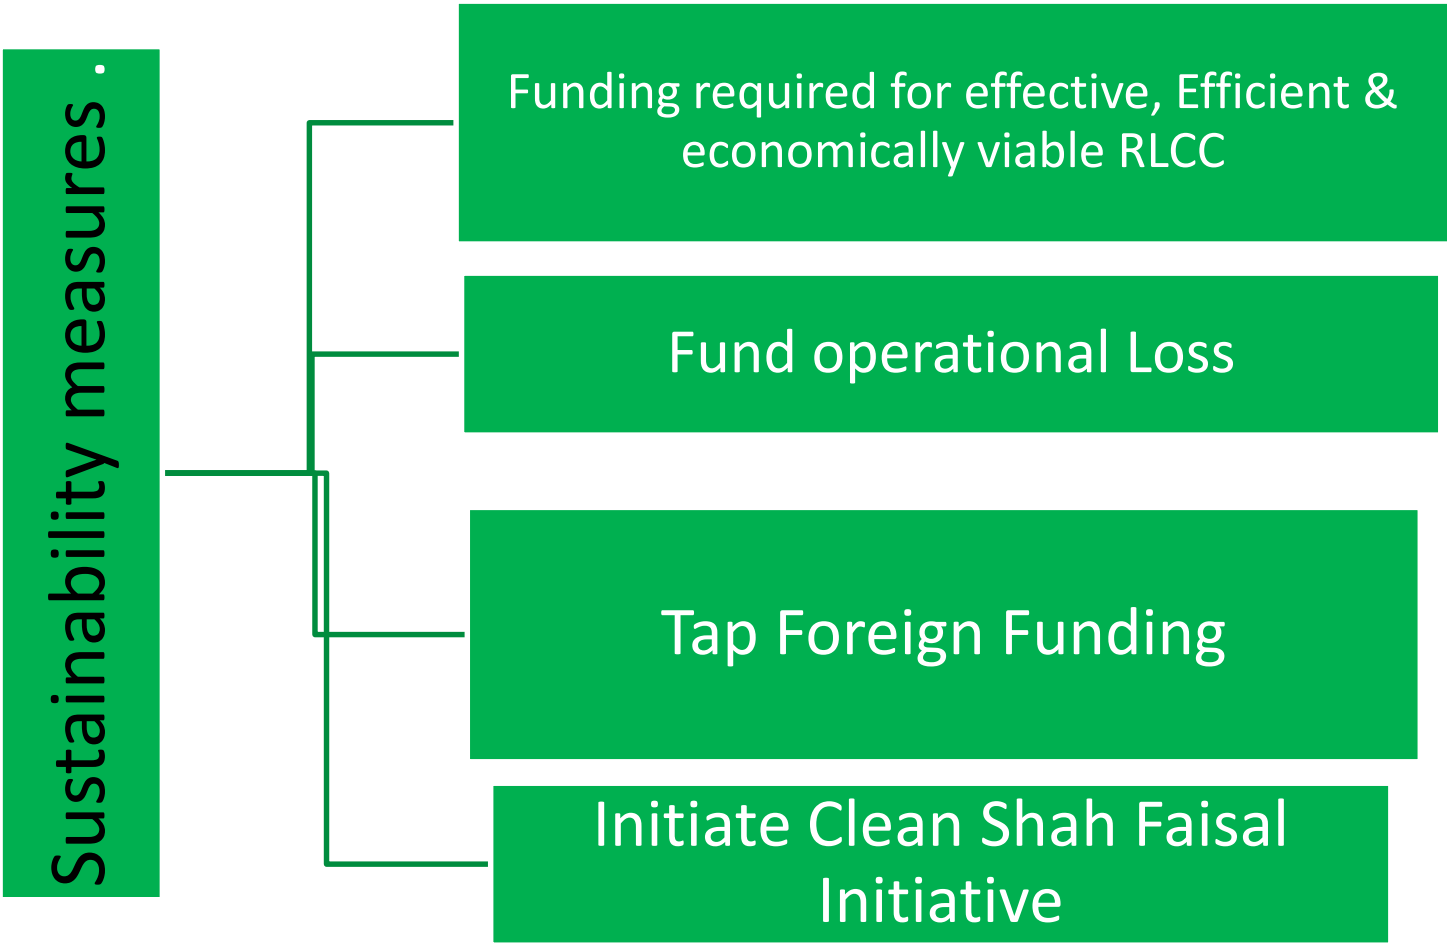 Sustainability measures .
Funding required for effective, Efficient &
economically viable RLCC
Fund operational Loss
Tap Foreign Funding
Initiate Clean Shah Faisal
Initiative